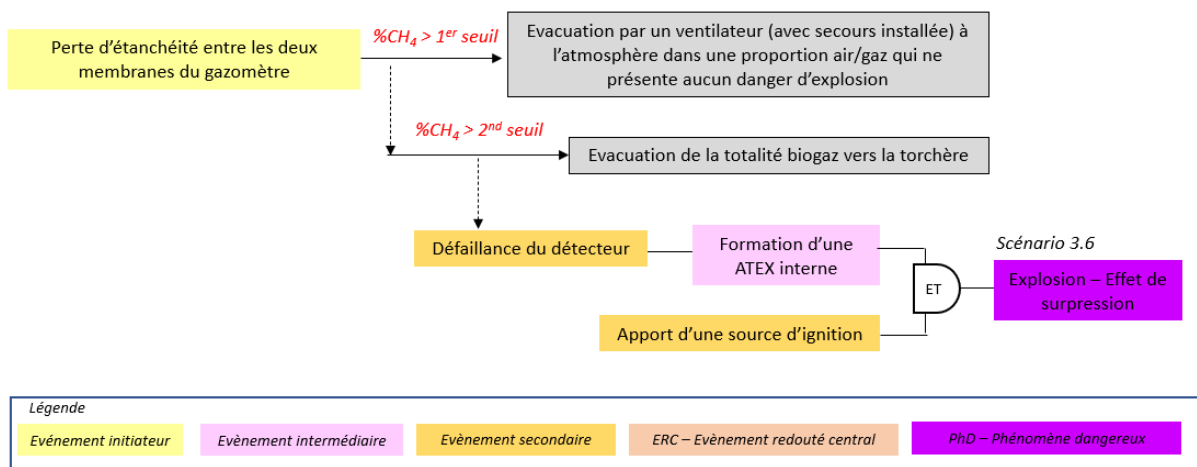 Perte d'étanchéité entre les deux
membranes du gazomètre
%CH4 > 1er seuil
Evacuation par un ventilateur (avec secours installée) à
l'atmosphère dans une proportion air/gaz qui ne
présente aucun danger d'explosion
%CH4 > 2nd seuil
Evacuation de la totalité biogaz vers la torchère
Défaillance du détecteur
Formation d'une
ATEX interne
Scénario 3.6
ET
Explosion – Effet de
surpression
Apport d'une source d'ignition
Légende
Evénement initiateur
Evènement intermédiaire
Evènement secondaire
ERC – Evènement redouté central
PhD – Phénomène dangereux